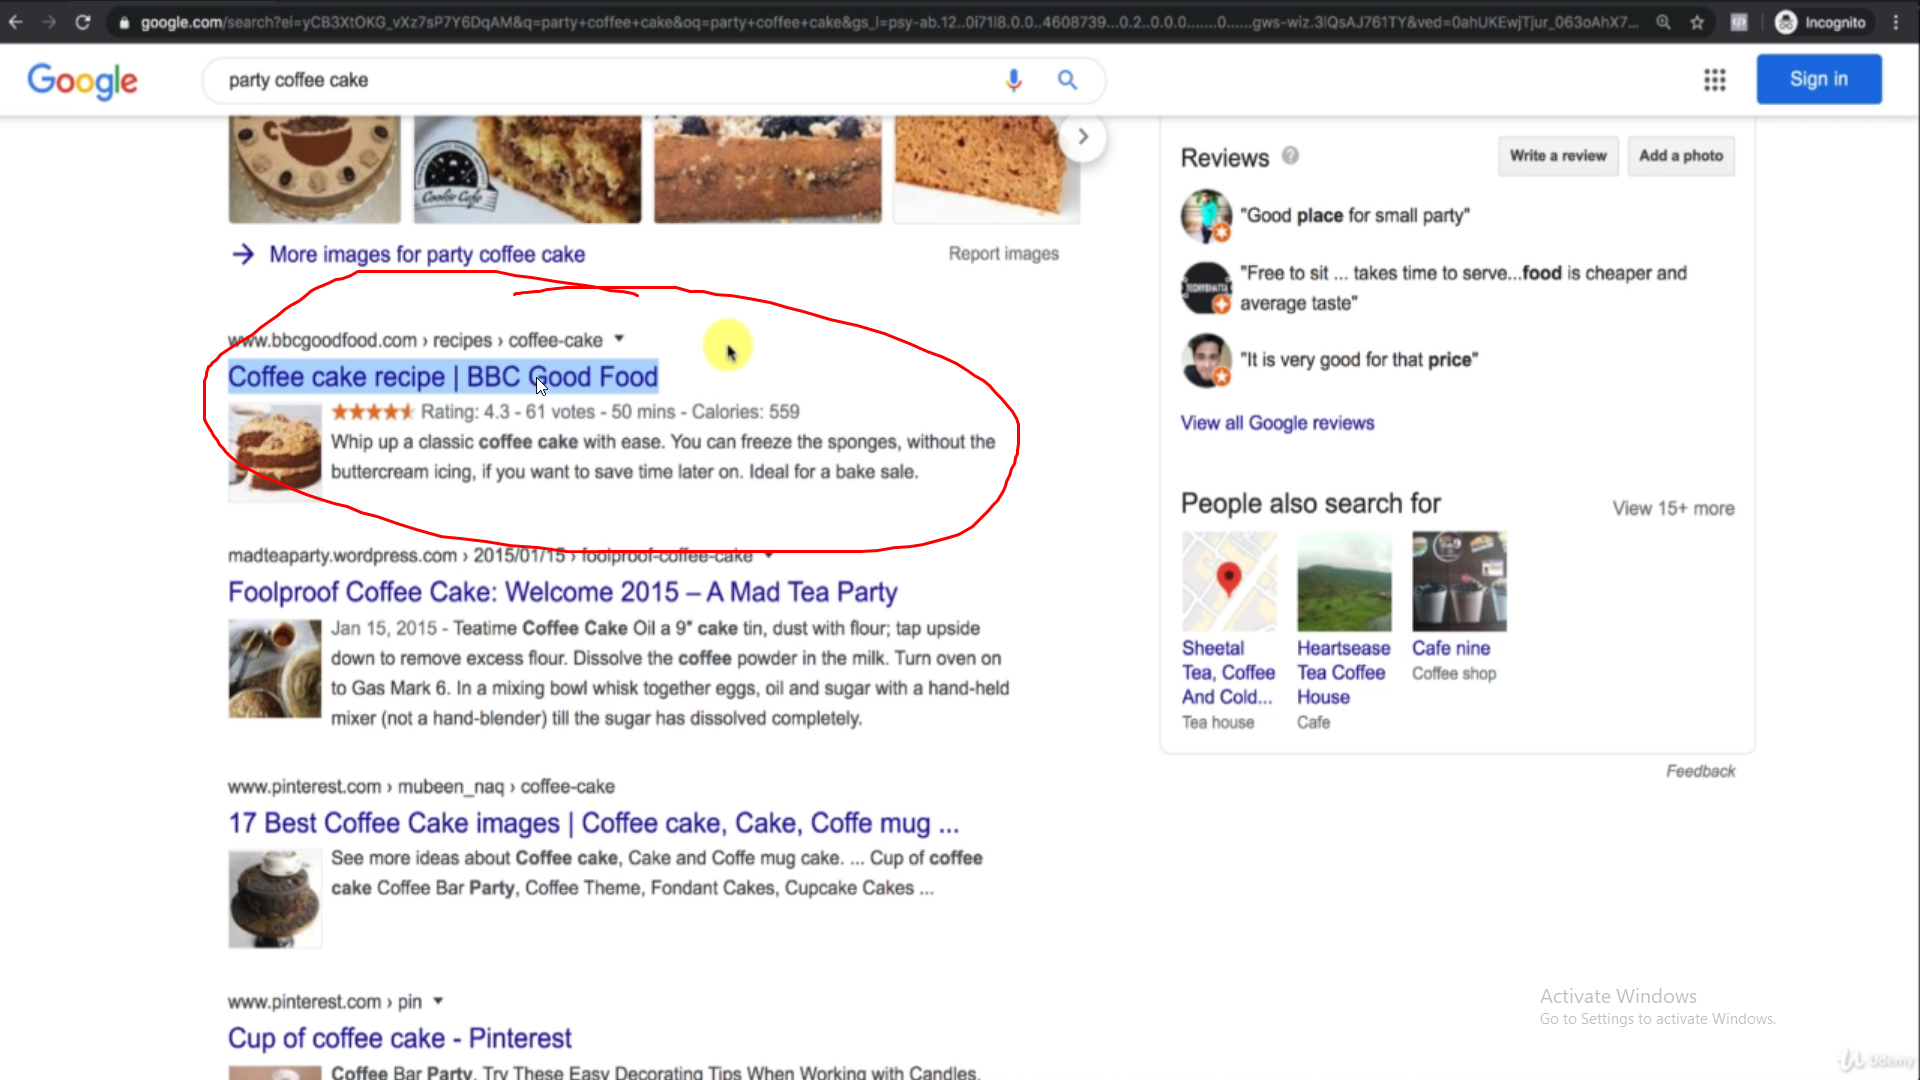 google.com/search?ei=yCB3XtOKG_vXz7sP7Y6DqAM&q=party+coffee+cake&oq=party+coffee+cake&gs_l=psy-ab.12..0i71l8.0.0..4608739...0.2..0.0.0.......0......gws-wiz.3lQsAJ761TY&ved=0ahUKEwjTjur_063oAhX7...
Incognito
Google
party coffee cake
Sign in
Cookie Cafe
More images for party coffee cake
Report images
www.bbcgoodfood.com › recipes › coffee-cake
Coffee cake recipe | BBC Good Food
Rating: 4.3 - 61 votes - 50 mins - Calories: 559
Whip up a classic coffee cake with ease. You can freeze the sponges, without the
buttercream icing, if you want to save time later on. Ideal for a bake sale.
madteaparty.wordpress.com › 2015/01/15 › foolproof-coffee-cake
Foolproof Coffee Cake: Welcome 2015 – A Mad Tea Party
Jan 15, 2015 - Teatime Coffee Cake Oil a 9" cake tin, dust with flour; tap upside
down to remove excess flour. Dissolve the coffee powder in the milk. Turn oven on
to Gas Mark 6. In a mixing bowl whisk together eggs, oil and sugar with a hand-held
mixer (not a hand-blender) till the sugar has dissolved completely.
www.pinterest.com › mubeen_naq › coffee-cake
17 Best Coffee Cake images | Coffee cake, Cake, Coffe mug ...
See more ideas about Coffee cake, Cake and Coffe mug cake. ... Cup of coffee
cake Coffee Bar Party, Coffee Theme, Fondant Cakes, Cupcake Cakes ...
www.pinterest.com › pin
Cup of coffee cake - Pinterest
Coffee Bar Party, Try These Easy Decorating Tips When Working with Candles.
Reviews
Write a review
Add a photo
"Good place for small party"
"Free to sit ... takes time to serve...food is cheaper and
average taste"
"It is very good for that price"
View all Google reviews
People also search for
View 15+ more
Sheetal
Tea, Coffee
And Cold...
Tea house
Heartsease
Tea Coffee
House
Cafe
Cafe nine
Coffee shop
Feedback
Activate Windows
Go to Settings to activate Windows.
Udemy